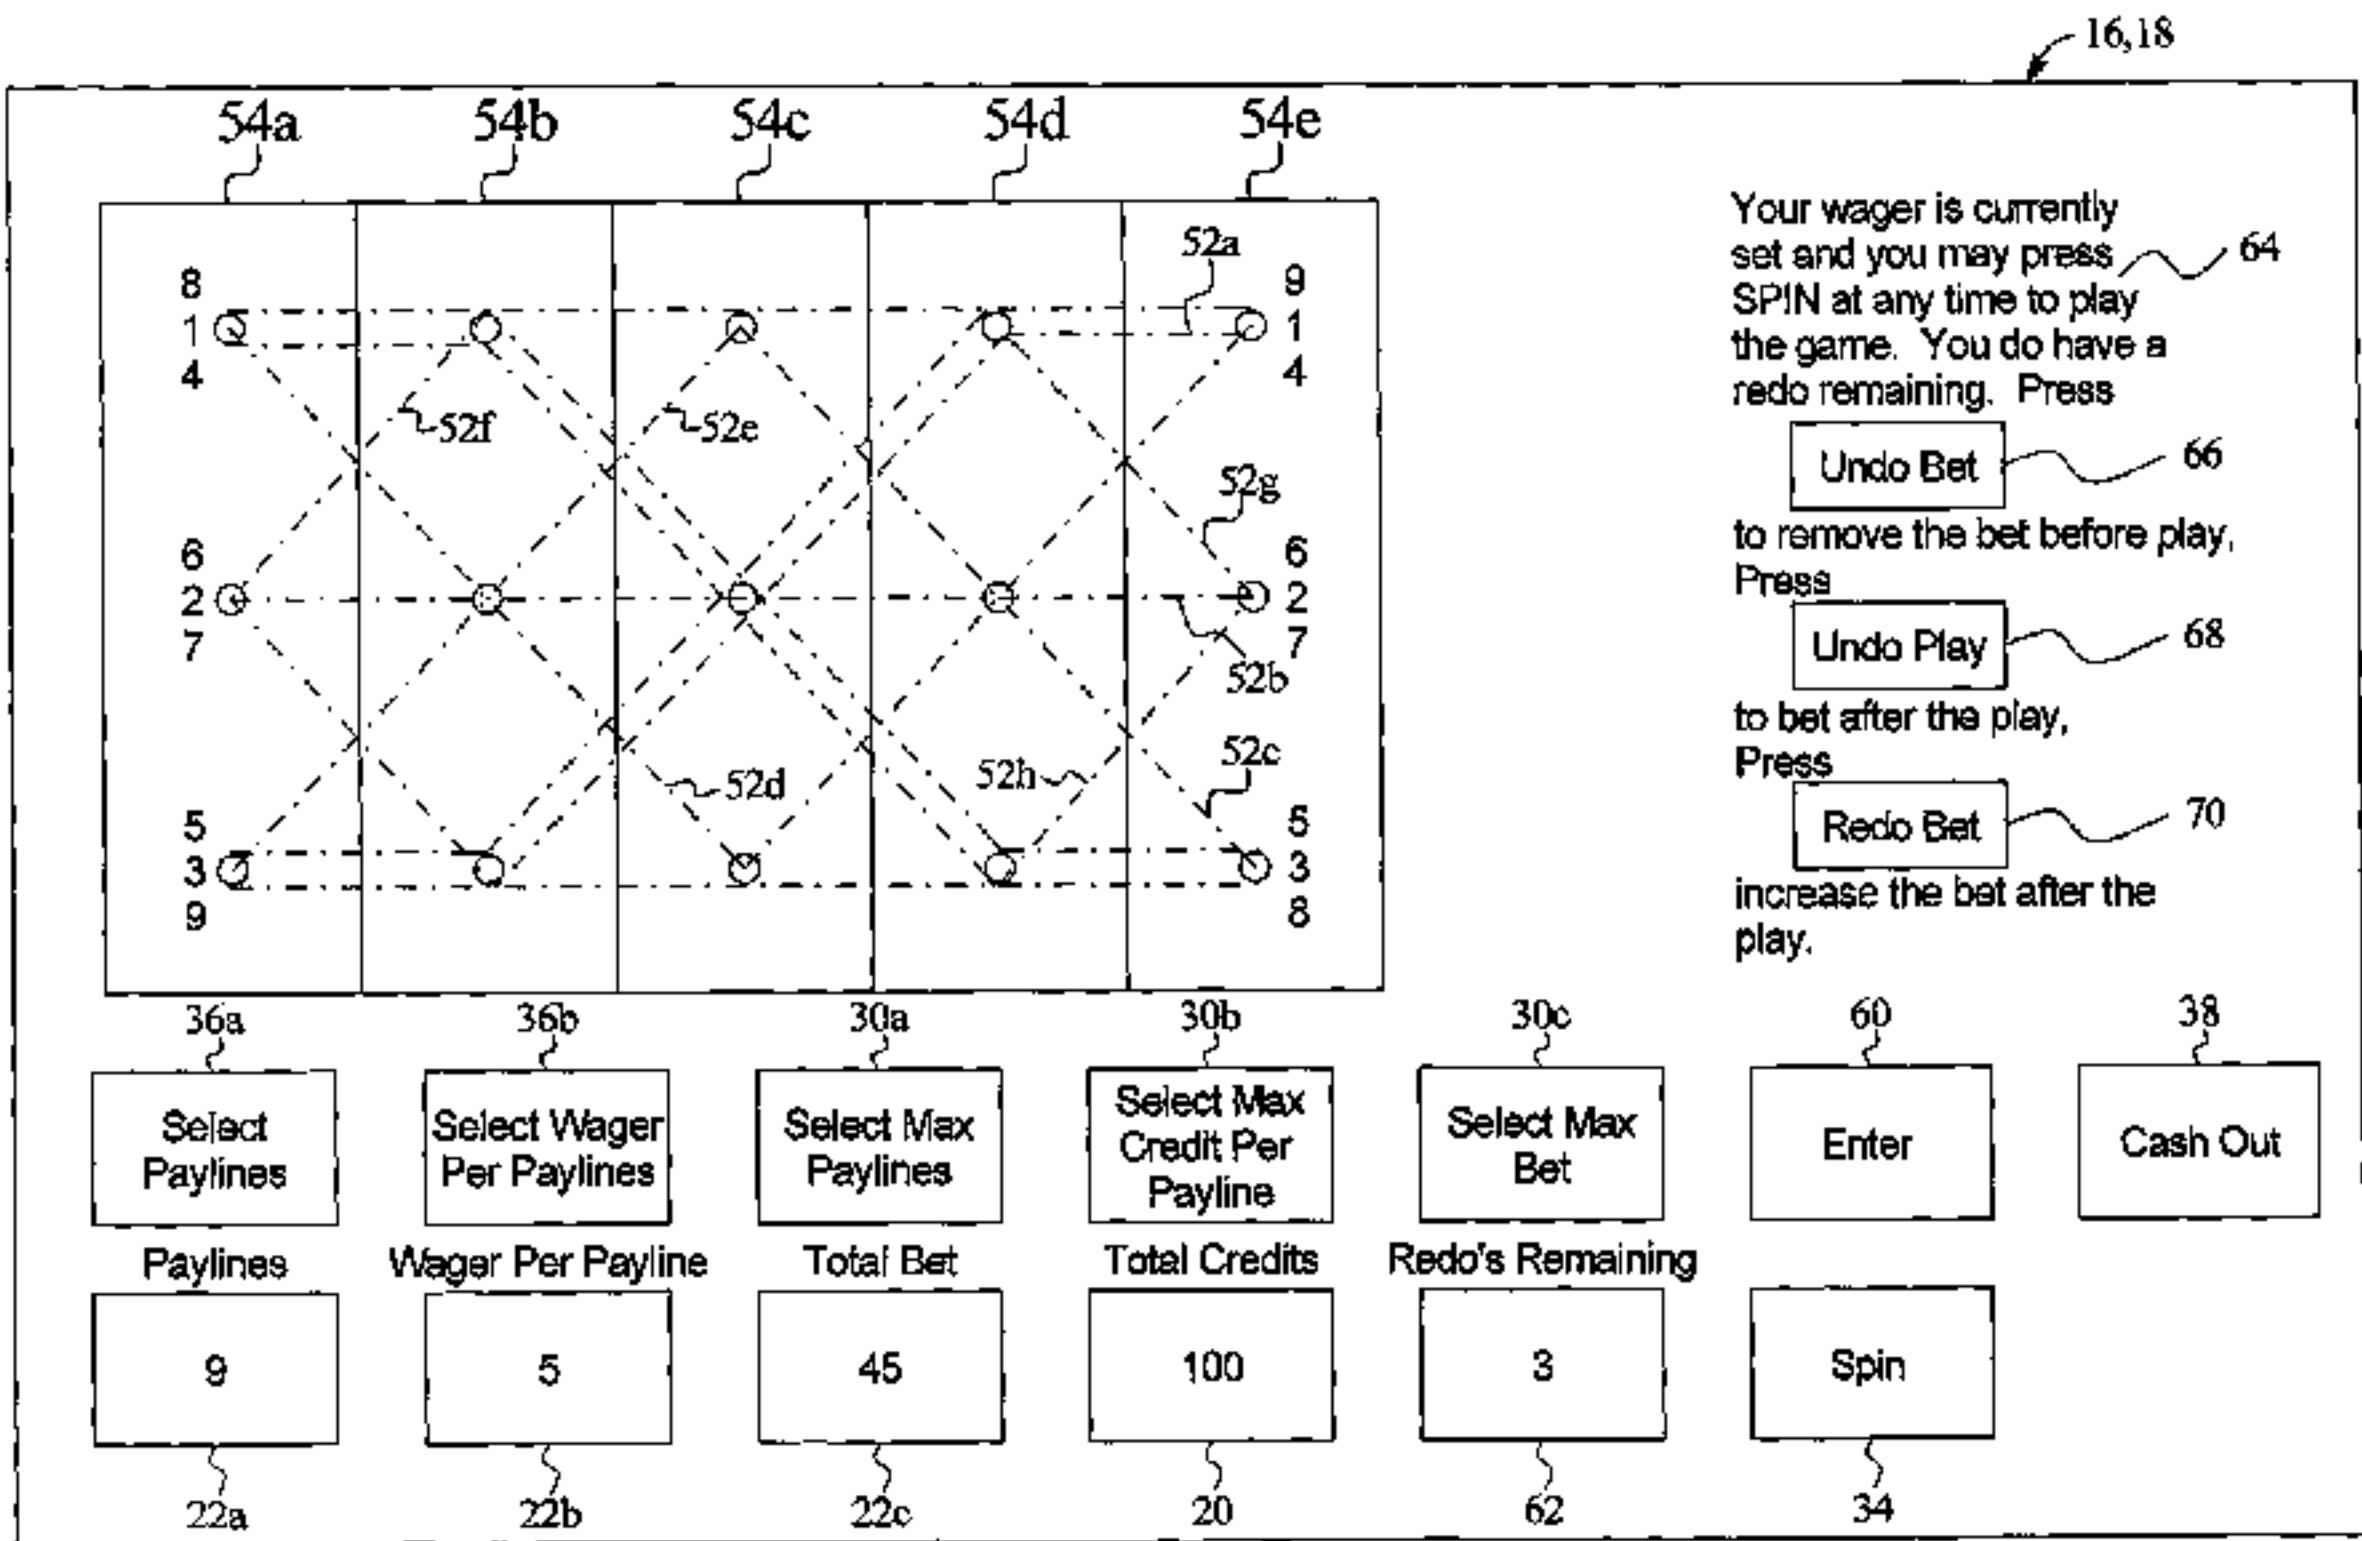 16,18
54a 54b 54c 54d 54e
52a
8 9
1 1
4 4
52f 52e
52g
6 6
2 2
7 7
52b
52d 52h 52c
5 5
3 3
9 8
Your wager is currently
set and you may press 64
SPIN at any time to play
the game. You do have a
redo remaining. Press
Undo Bet 66
to remove the bet before play,
Press
Undo Play 68
to bet after the play,
Press
Redo Bet 70
increase the bet after the
play.
36a 36b 30a 30b 30c 60 38
Select
Paylines
Select Wager
Per Paylines
Select Max
Paylines
Select Max
Credit Per
Payline
Select Max
Bet
Enter
Cash Out
Paylines Wager Per Payline Total Bet Total Credits Redo's Remaining
9 5 45 100 3 Spin
22a 22b 22c 20 62 34